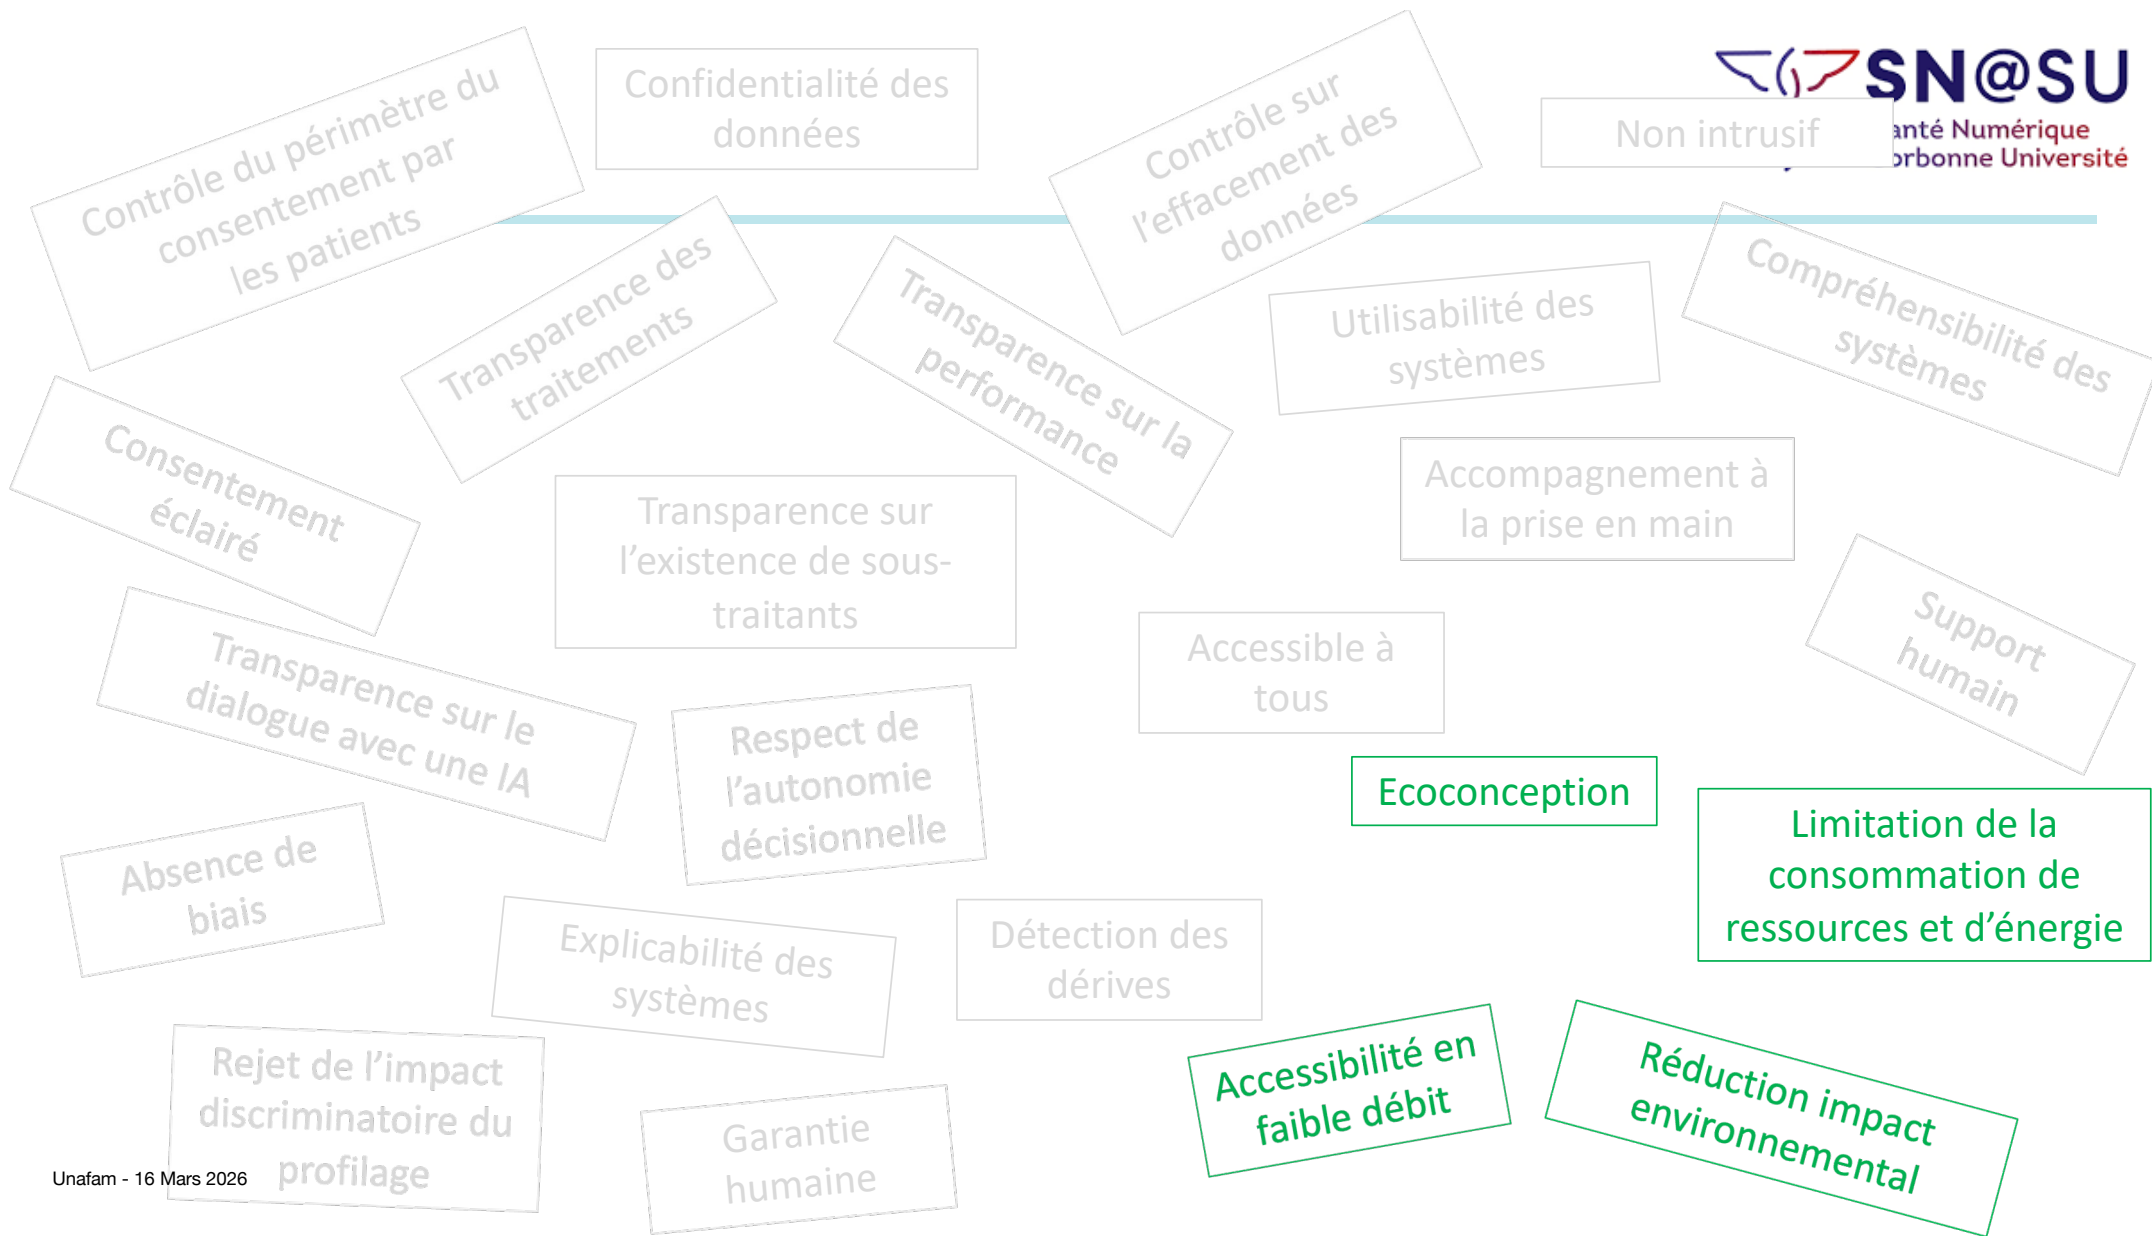 Contrôle du périmètre du
consentement par
les patients
Confidentialité des
données
Contrôle sur
l'effacement des
données
Non intrusif
SN@SU
anté Numérique
orbonne Université
Transparence des
traitements
Transparence sur la
performance
Utilisabilité des
systèmes
Compréhensibilité des
systèmes
Consentement
éclairé
Transparence sur
l'existence de sous-
traitants
Accompagnement à
la prise en main
Support
humain
Transparence sur le
dialogue avec une IA
Respect de
l'autonomie
décisionnelle
Accessible à
tous
Ecoconception
Limitation de la
consommation de
ressources et d'énergie
Absence de
biais
Explicabilité des
systèmes
Détection des
dérives
Accessibilité en
faible débit
Réduction impact
environnemental
Rejet de l'impact
discriminatoire du
profilage
Garantie
humaine
Unafam - 16 Mars 2026